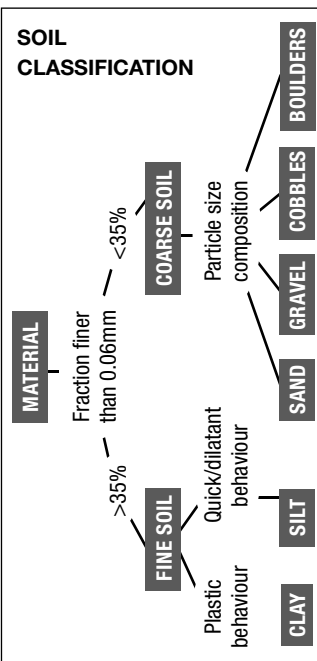 SOIL
CLASSIFICATION
MATERIAL
Fraction finer
than 0.06mm
>35%
<35%
FINE SOIL
COARSE SOIL
Plastic
behaviour
Quick/dilatant
behaviour
Particle size
composition
CLAY
SILT
SAND
GRAVEL
COBBLES
BOULDERS